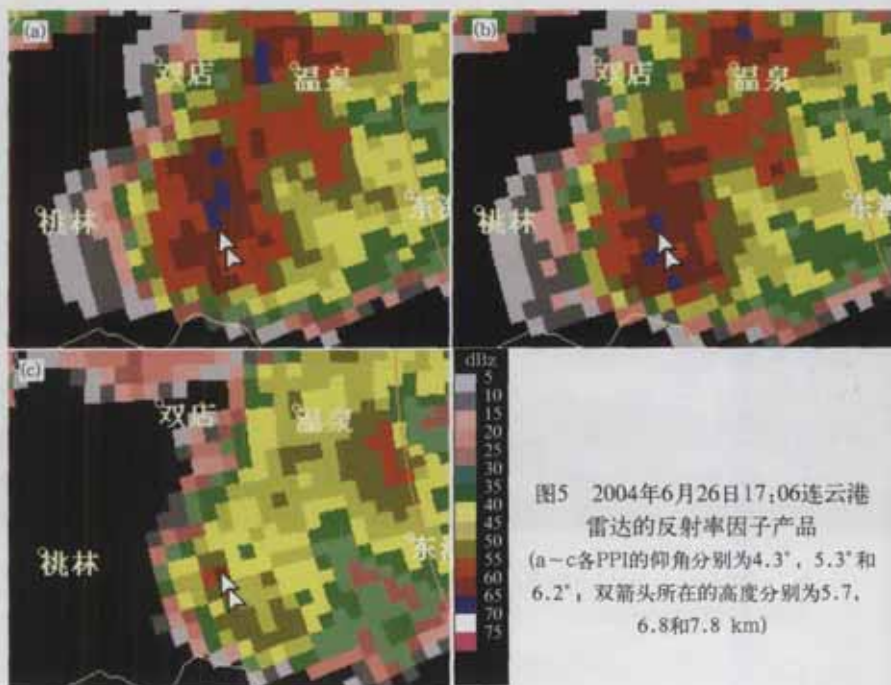 (a)
双店
温泉
桃林
东海
(b)
双店
温泉
桃林
东海
(c)
双店
温泉
桃林
东海
dBz
5
10
15
20
25
30
35
40
45
50
55
60
65
70
75
图5 2004年6月26日17:06连云港
雷达的反射率因子产品
(a~c各PPI的仰角分别为4.3°, 5.3°和
6.2°; 双箭头所在的高度分别为5.7,
6.8和7.8 km)